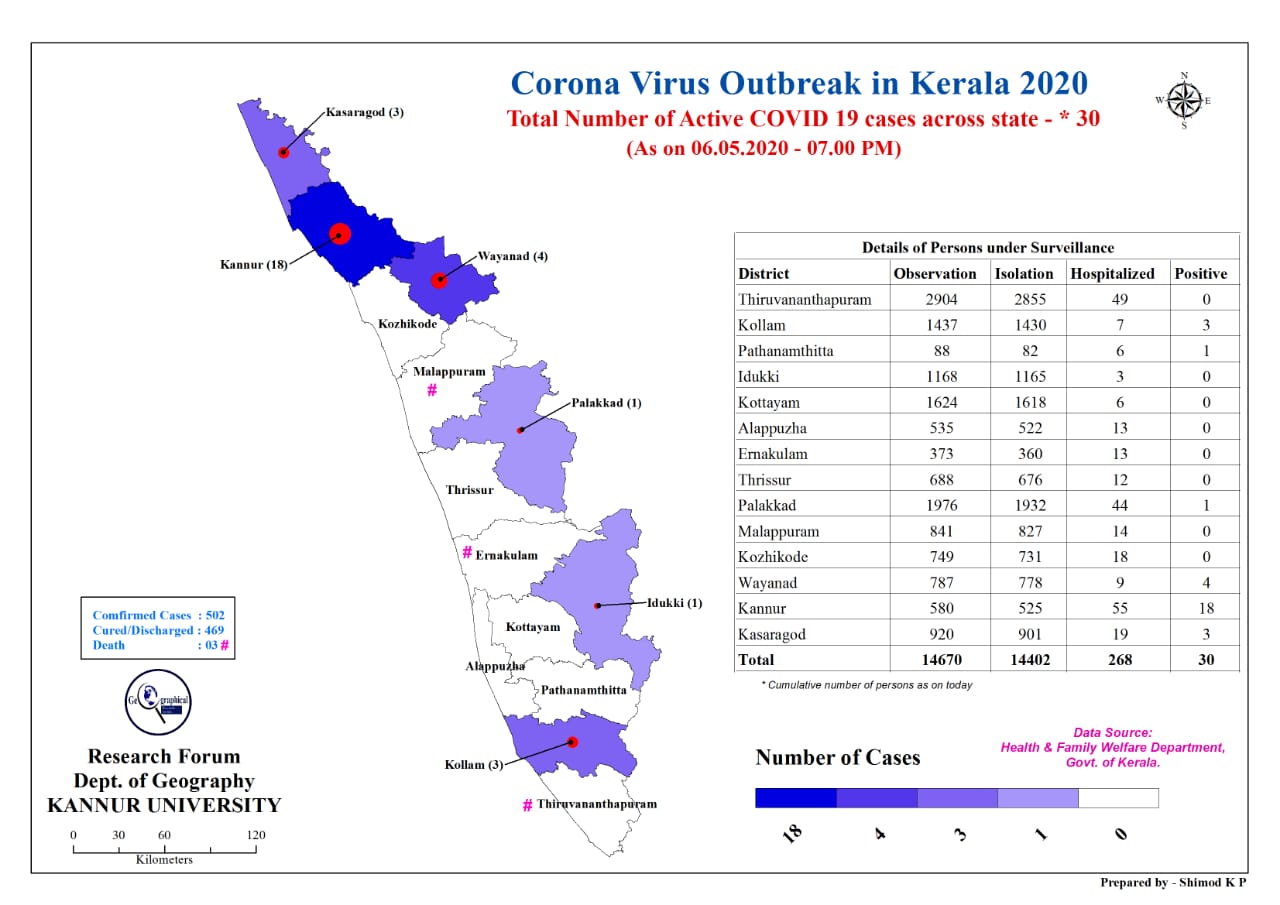 Corona Virus Outbreak in Kerala 2020
Total Number of Active COVID 19 cases across state - * 30
(As on 06.05.2020 - 07.00 PM)
N
W E
S
Kasaragod (3)
Kannur (18)
Wayanad (4)
Kozhikode
Malappuram
#
Palakkad (1)
Thrissur
# Ernakulam
Idukki (1)
Kottayam
Alappuzha
Pathanamthitta
Kollam (3)
# Thiruvananthapuram
Details of Persons under Surveillance
District Observation Isolation Hospitalized Positive
Thiruvananthapuram 2904 2855 49 0
Kollam 1437 1430 7 3
Pathanamthitta 88 82 6 1
Idukki 1168 1165 3 0
Kottayam 1624 1618 6 0
Alappuzha 535 522 13 0
Ernakulam 373 360 13 0
Thrissur 688 676 12 0
Palakkad 1976 1932 44 1
Malappuram 841 827 14 0
Kozhikode 749 731 18 0
Wayanad 787 778 9 4
Kannur 580 525 55 18
Kasaragod 920 901 19 3
Total 14670 14402 268 30
* Cumulative number of persons as on today
Comfirmed Cases : 502
Cured/Discharged : 469
Death : 03 #
Ge graphical
Research Forum
Dept. of Geography
KANNUR UNIVERSITY
0 30 60 120
Kilometers
Data Source:
Health & Family Welfare Department,
Govt. of Kerala.
Number of Cases
18 4 3 1 0
Prepared by - Shimod K P